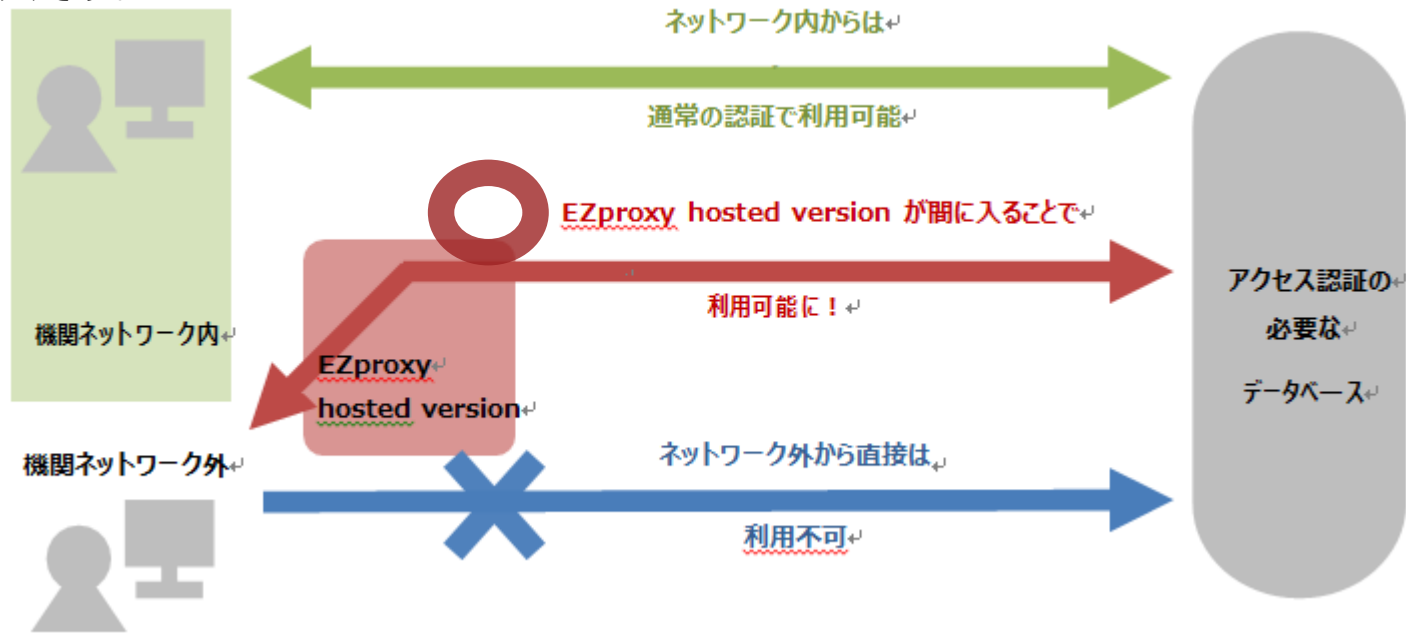 ネットワーク内からは
通常の認証で利用可能
EZproxy hosted version が間に入ることで
利用可能に！
機関ネットワーク内
EZproxy
hosted version
アクセス認証の
必要な
データベース
機関ネットワーク外
ネットワーク外から直接は
利用不可